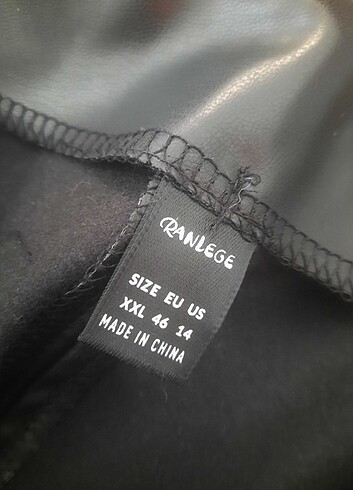 RANLEGE
SIZE EU US
XXL 46 14
MADE IN CHINA